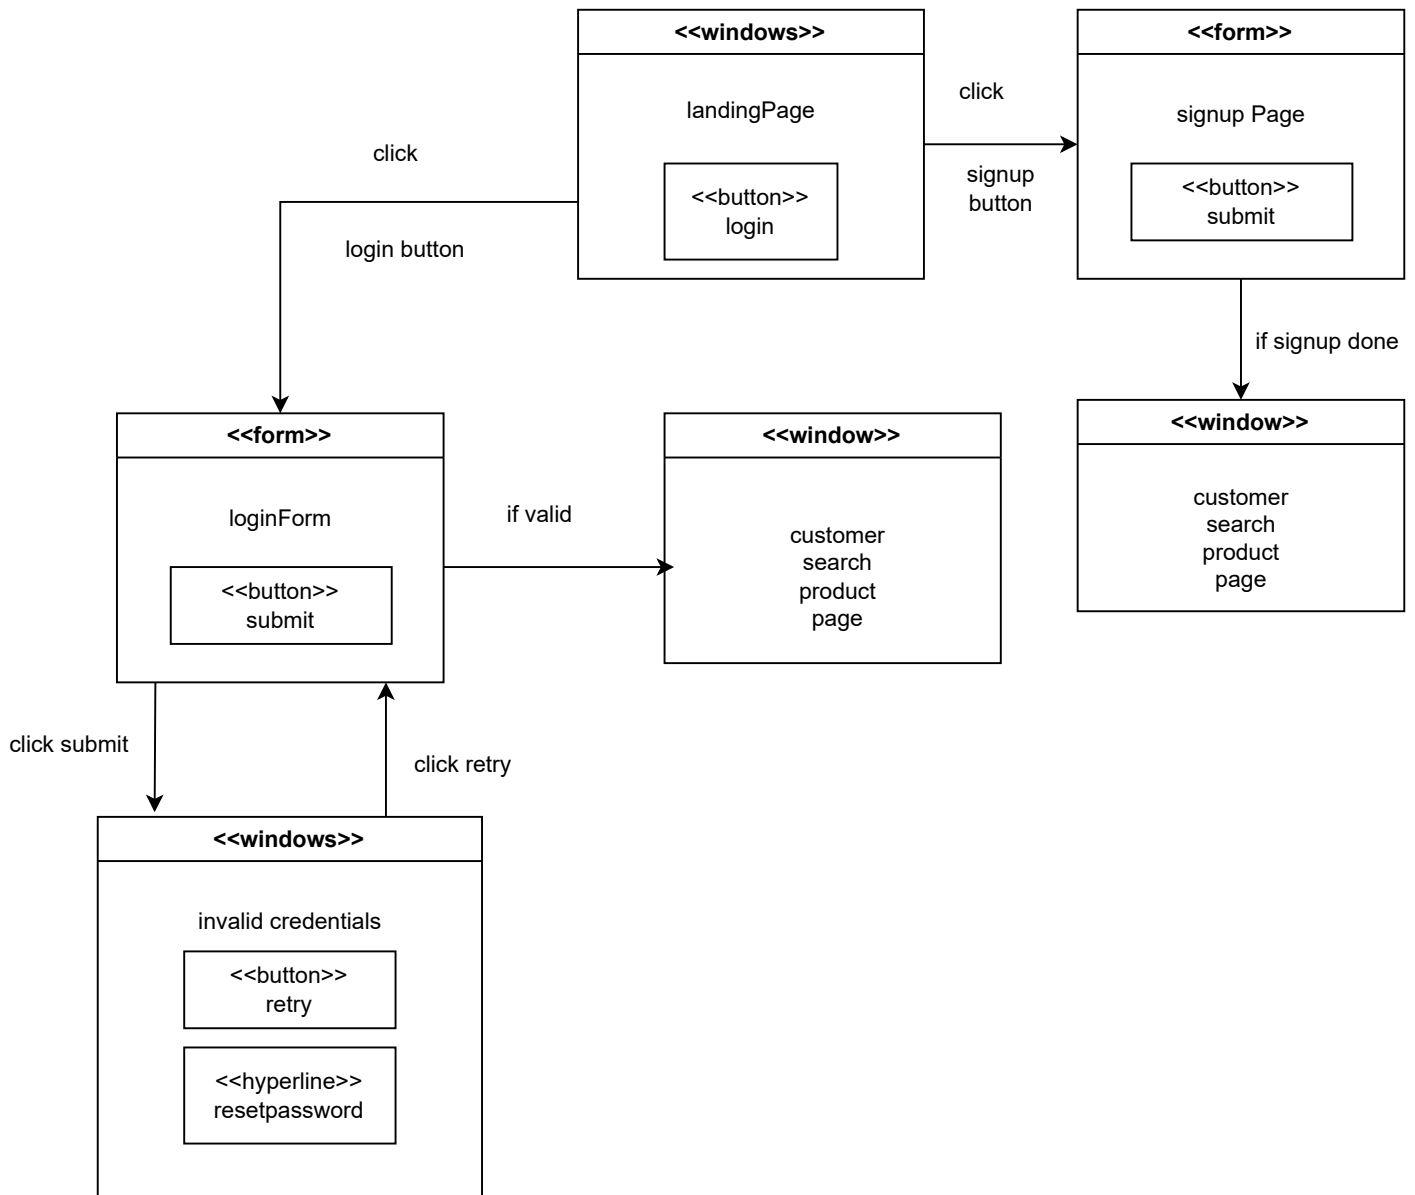 <<windows>>
landingPage
<<button>>
login
click
signup
button
<<form>>
signup Page
<<button>>
submit
click
login button
if signup done
<<form>>
loginForm
<<button>>
submit
if valid
<<window>>
customer
search
product
page
<<window>>
customer
search
product
page
click submit
click retry
<<windows>>
invalid credentials
<<button>>
retry
<<hyperline>>
resetpassword